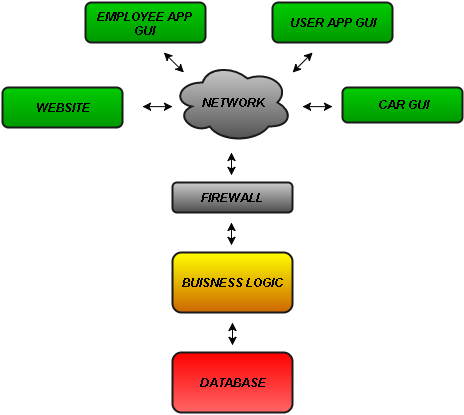 EMPLOYEE APP
GUI
USER APP GUI
WEBSITE
NETWORK
CAR GUI
FIREWALL
BUISNESS LOGIC
DATABASE